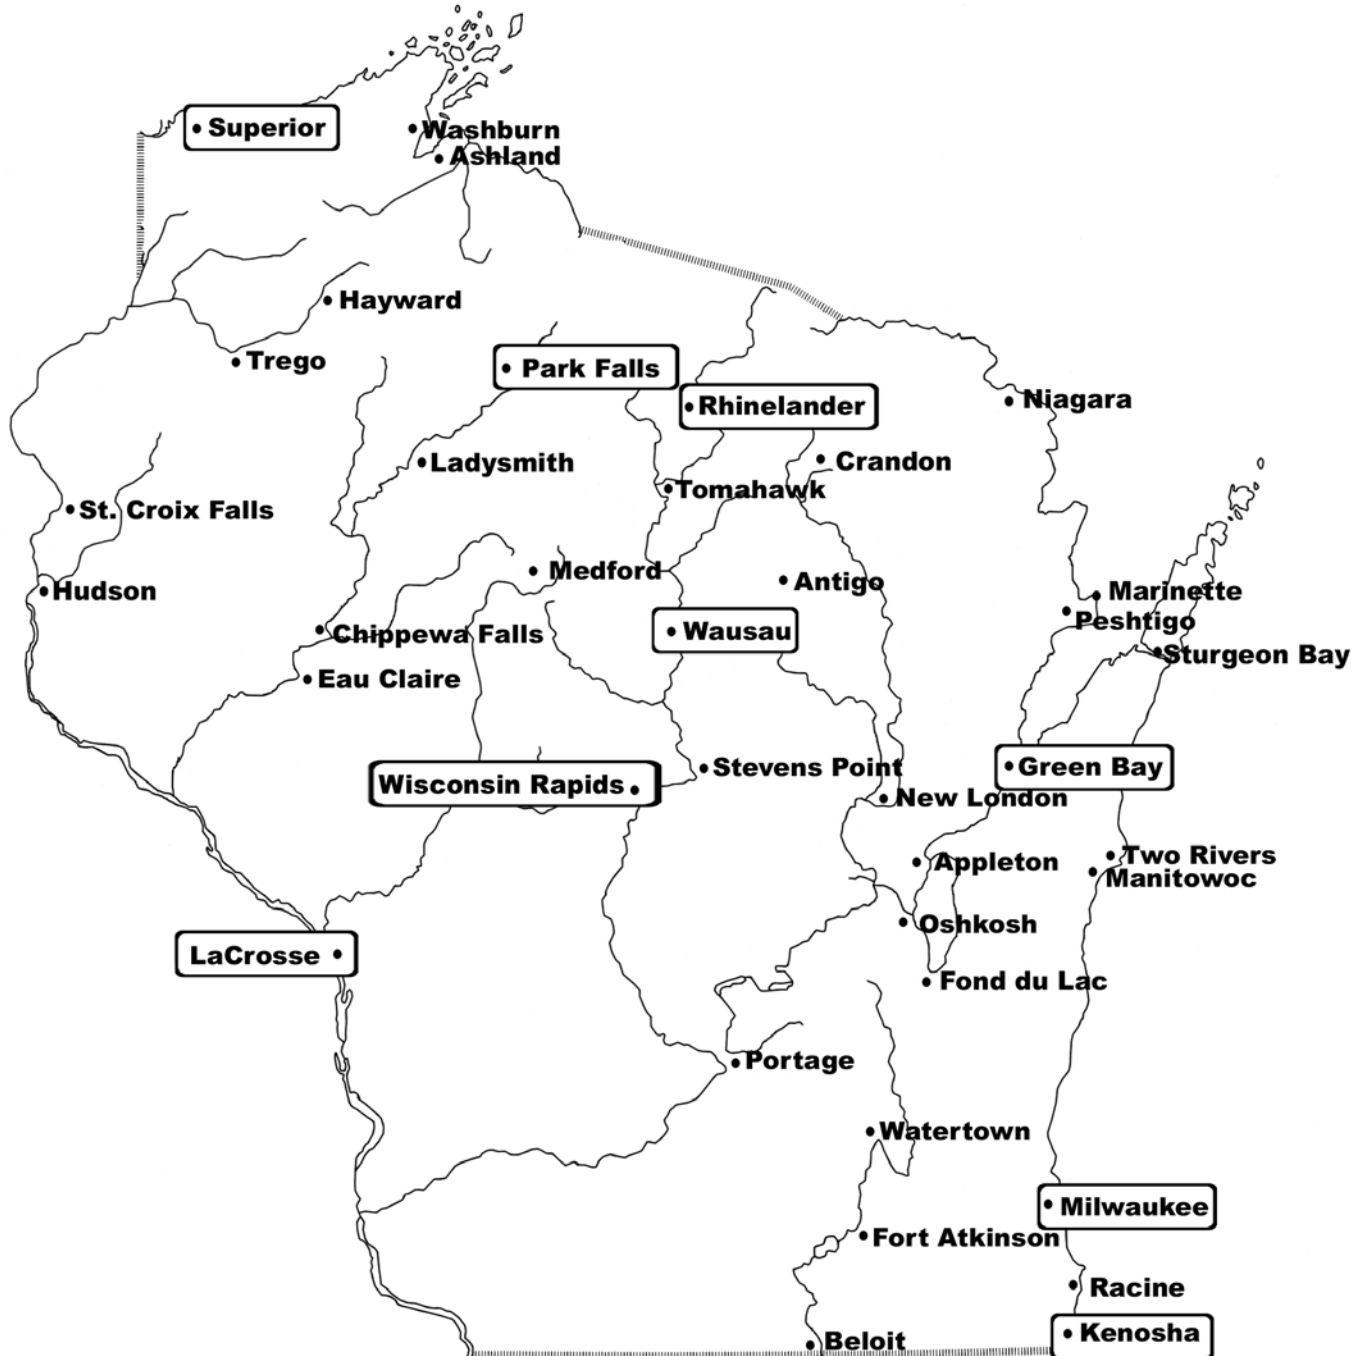 Superior
Washburn
Ashland
Hayward
Trego
Park Falls
Rhinelander
Niagara
Ladysmith
Crandon
Tomahawk
St. Croix Falls
Medford
Antigo
Hudson
Marinette
Peshtigo
Chippewa Falls
Wausau
Sturgeon Bay
Eau Claire
Stevens Point
Green Bay
Wisconsin Rapids
New London
Two Rivers
Appleton
Manitowoc
Oshkosh
LaCrosse
Fond du Lac
Portage
Watertown
Milwaukee
Fort Atkinson
Racine
Kenosha
Beloit